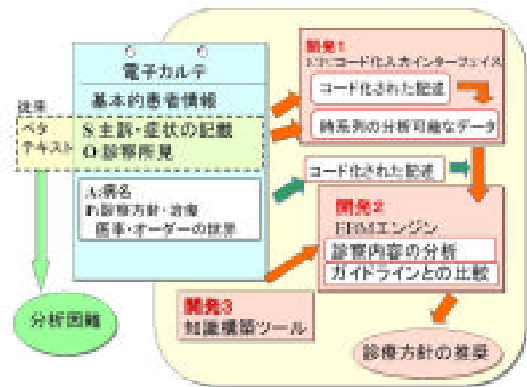 電子カルテ
基本的患者情報
従来
ベタ
テキスト
S 主訴・症状の記載
O 診察所見
A:病名
P:診療方針・治療
医事・オーダーの世界
分析困難
開発1
コード化入力インターフェイス
コード化された記述
時系列の分析可能なデータ
コード化された記述
開発2
EBMエンジン
診察内容の分析
ガイドラインとの比較
開発3
知識構築ツール
診療方針の推奨